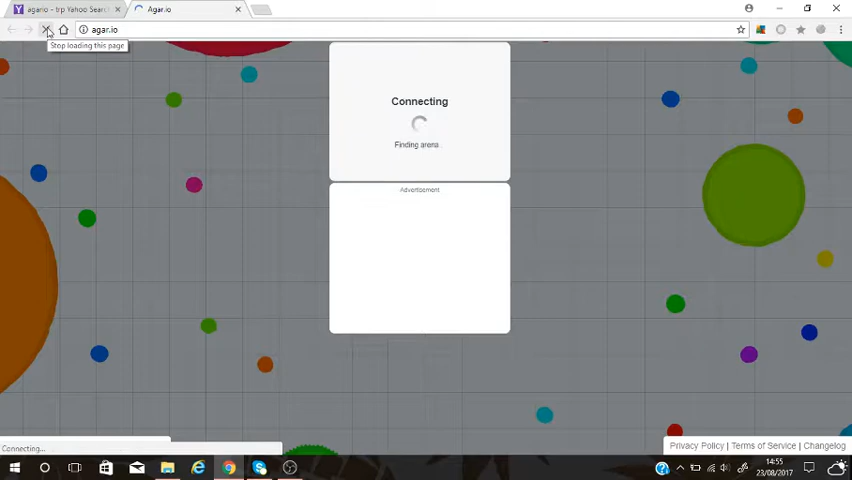 agario - trp Yahoo Search
Agar.io
agar.io
Stop loading this page
Connecting
Finding arena
Advertisement
Connecting...
Privacy Policy | Terms of Service | Changelog
14:55
23/08/2017